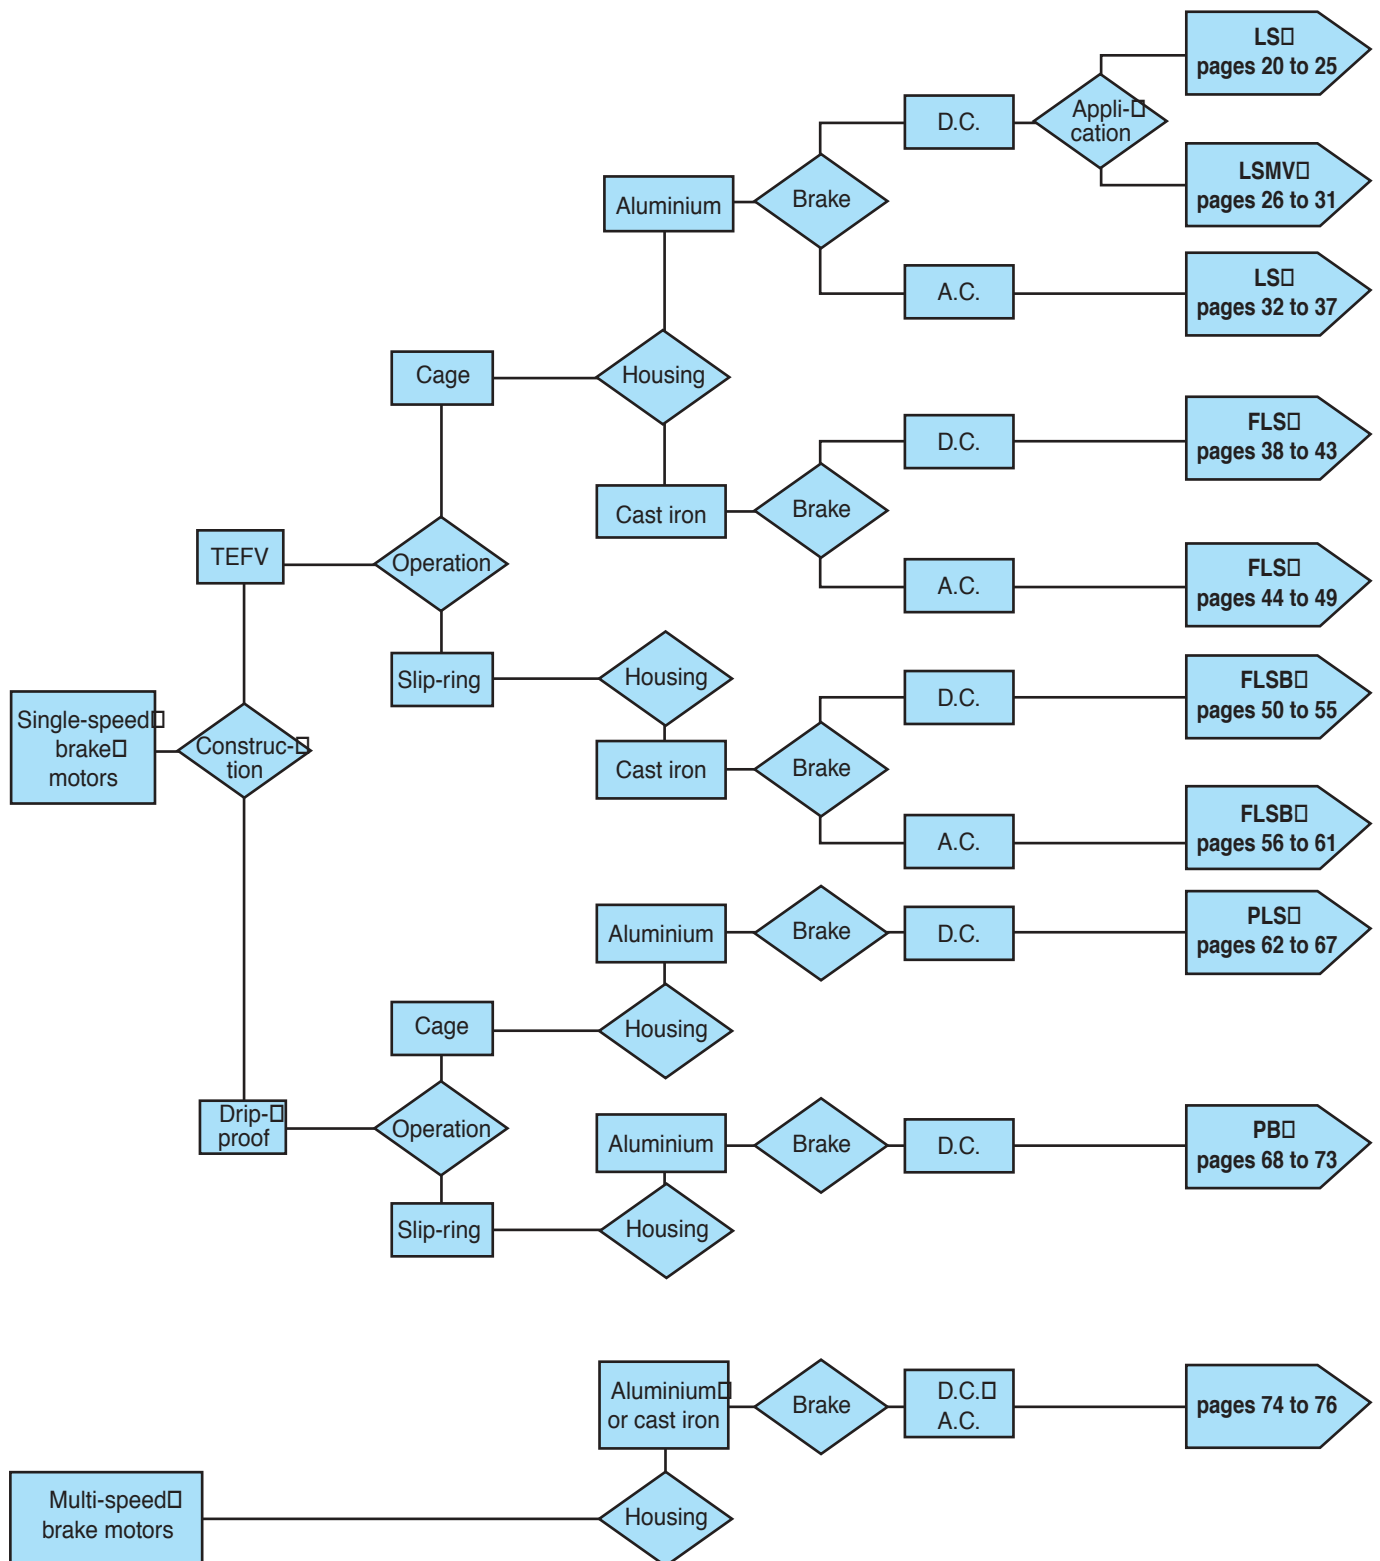 LS
pages 20 to 25
D.C.
Appli-
cation
LSMV
pages 26 to 31
Aluminium
Brake
A.C.
LS
pages 32 to 37
Cage
Housing
D.C.
FLS
pages 38 to 43
Cast iron
Brake
TEFV
Operation
A.C.
FLS
pages 44 to 49
Slip-ring
Housing
D.C.
FLSB
pages 50 to 55
Single-speed
brake
motors
Construc-
tion
Cast iron
Brake
A.C.
FLSB
pages 56 to 61
Aluminium
Brake
D.C.
PLS
pages 62 to 67
Cage
Housing
Drip-
proof
Operation
Aluminium
Brake
D.C.
PB
pages 68 to 73
Slip-ring
Housing
Aluminium
or cast iron
Brake
D.C.
A.C.
pages 74 to 76
Multi-speed
brake motors
Housing